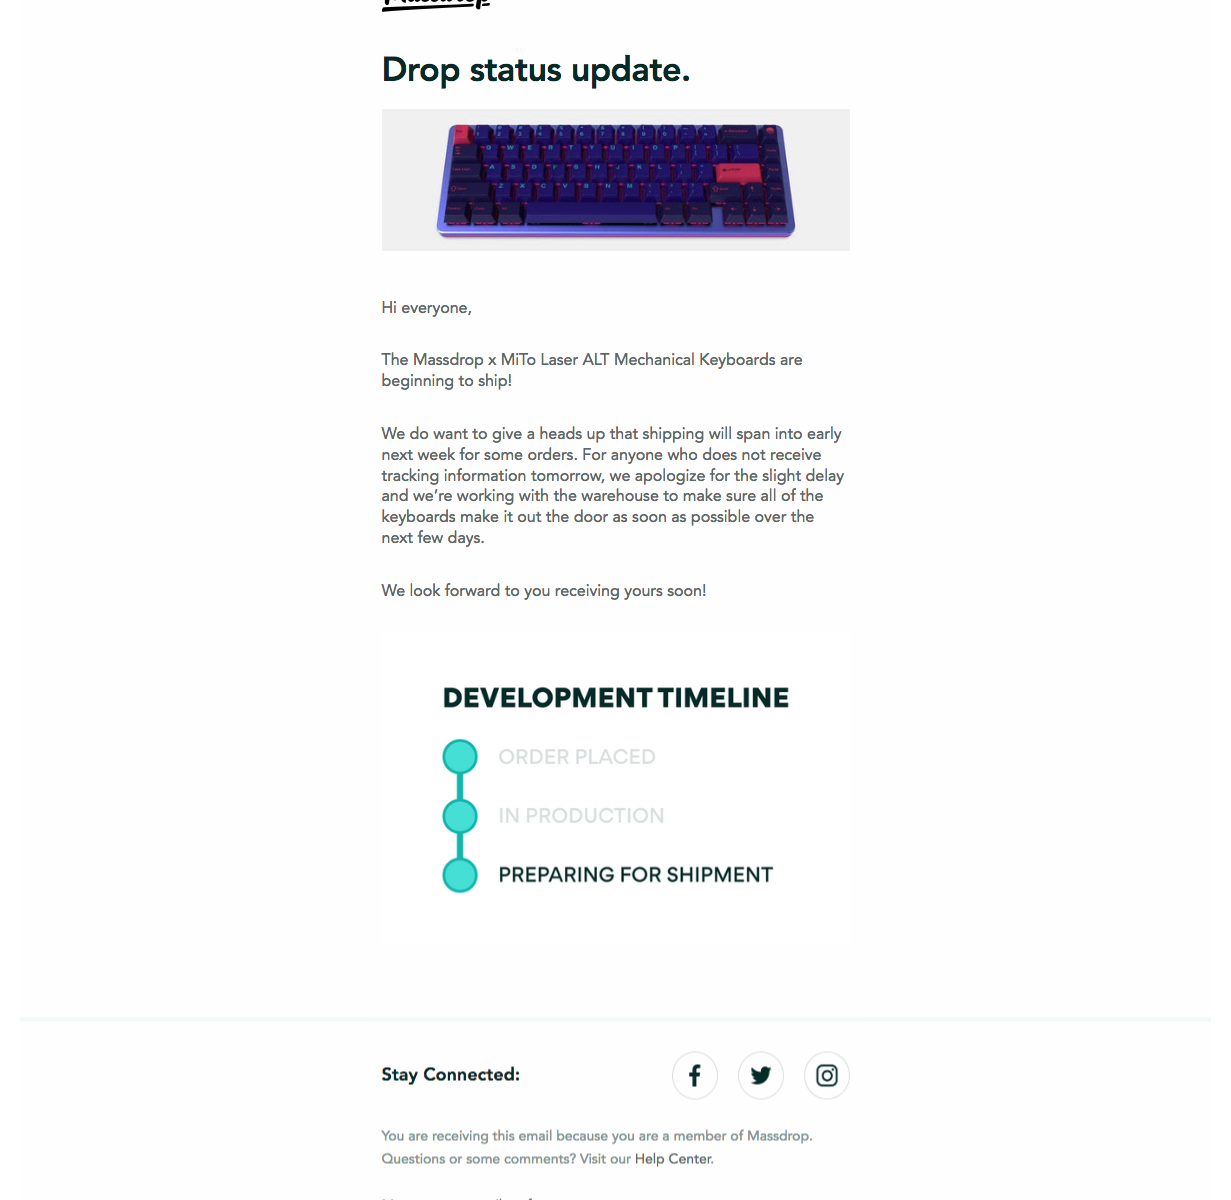 Massdrop
Drop status update.
Hi everyone,
The Massdrop x MiTo Laser ALT Mechanical Keyboards are
beginning to ship!
We do want to give a heads up that shipping will span into early
next week for some orders. For anyone who does not receive
tracking information tomorrow, we apologize for the slight delay
and we’re working with the warehouse to make sure all of the
keyboards make it out the door as soon as possible over the
next few days.
We look forward to you receiving yours soon!
DEVELOPMENT TIMELINE
ORDER PLACED
IN PRODUCTION
PREPARING FOR SHIPMENT
Stay Connected:
You are receiving this email because you are a member of Massdrop.
Questions or some comments? Visit our Help Center.